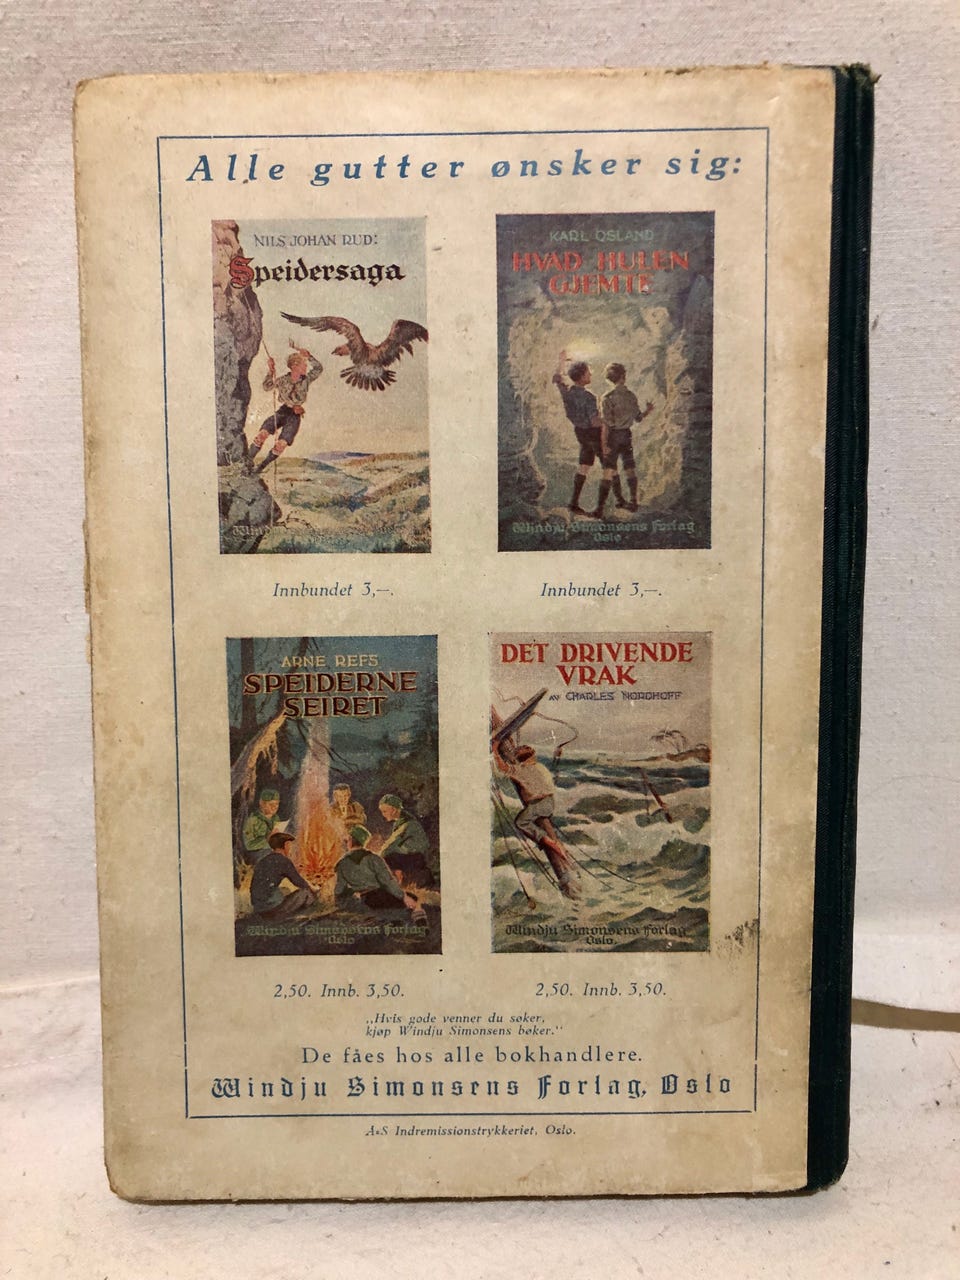 Alle gutter ønsker sig:
NILS JOHAN RUD:
Speidersaga
Windju
Innbundet 3,—.
KARL OSLAND
HVAD HULEN
GJEMTE
Windju Simonsens Forlag
Oslo
Innbundet 3,—.
ARNE REFS
SPEIDERNE
SEIRET
Windju Simonsens Forlag
Oslo
2,50. Innb. 3,50.
DET DRIVENDE
VRAK
AV CHARLES NORDHOFF
Windju Simonsens Forlag
Oslo.
2,50. Innb. 3,50.
„Hvis gode venner du søker,
kjøp Windju Simonsens bøker.“
De fåes hos alle bokhandlere.
Windju Simonsens Forlag, Oslo
A-S Indremissionstrykkeriet, Oslo.